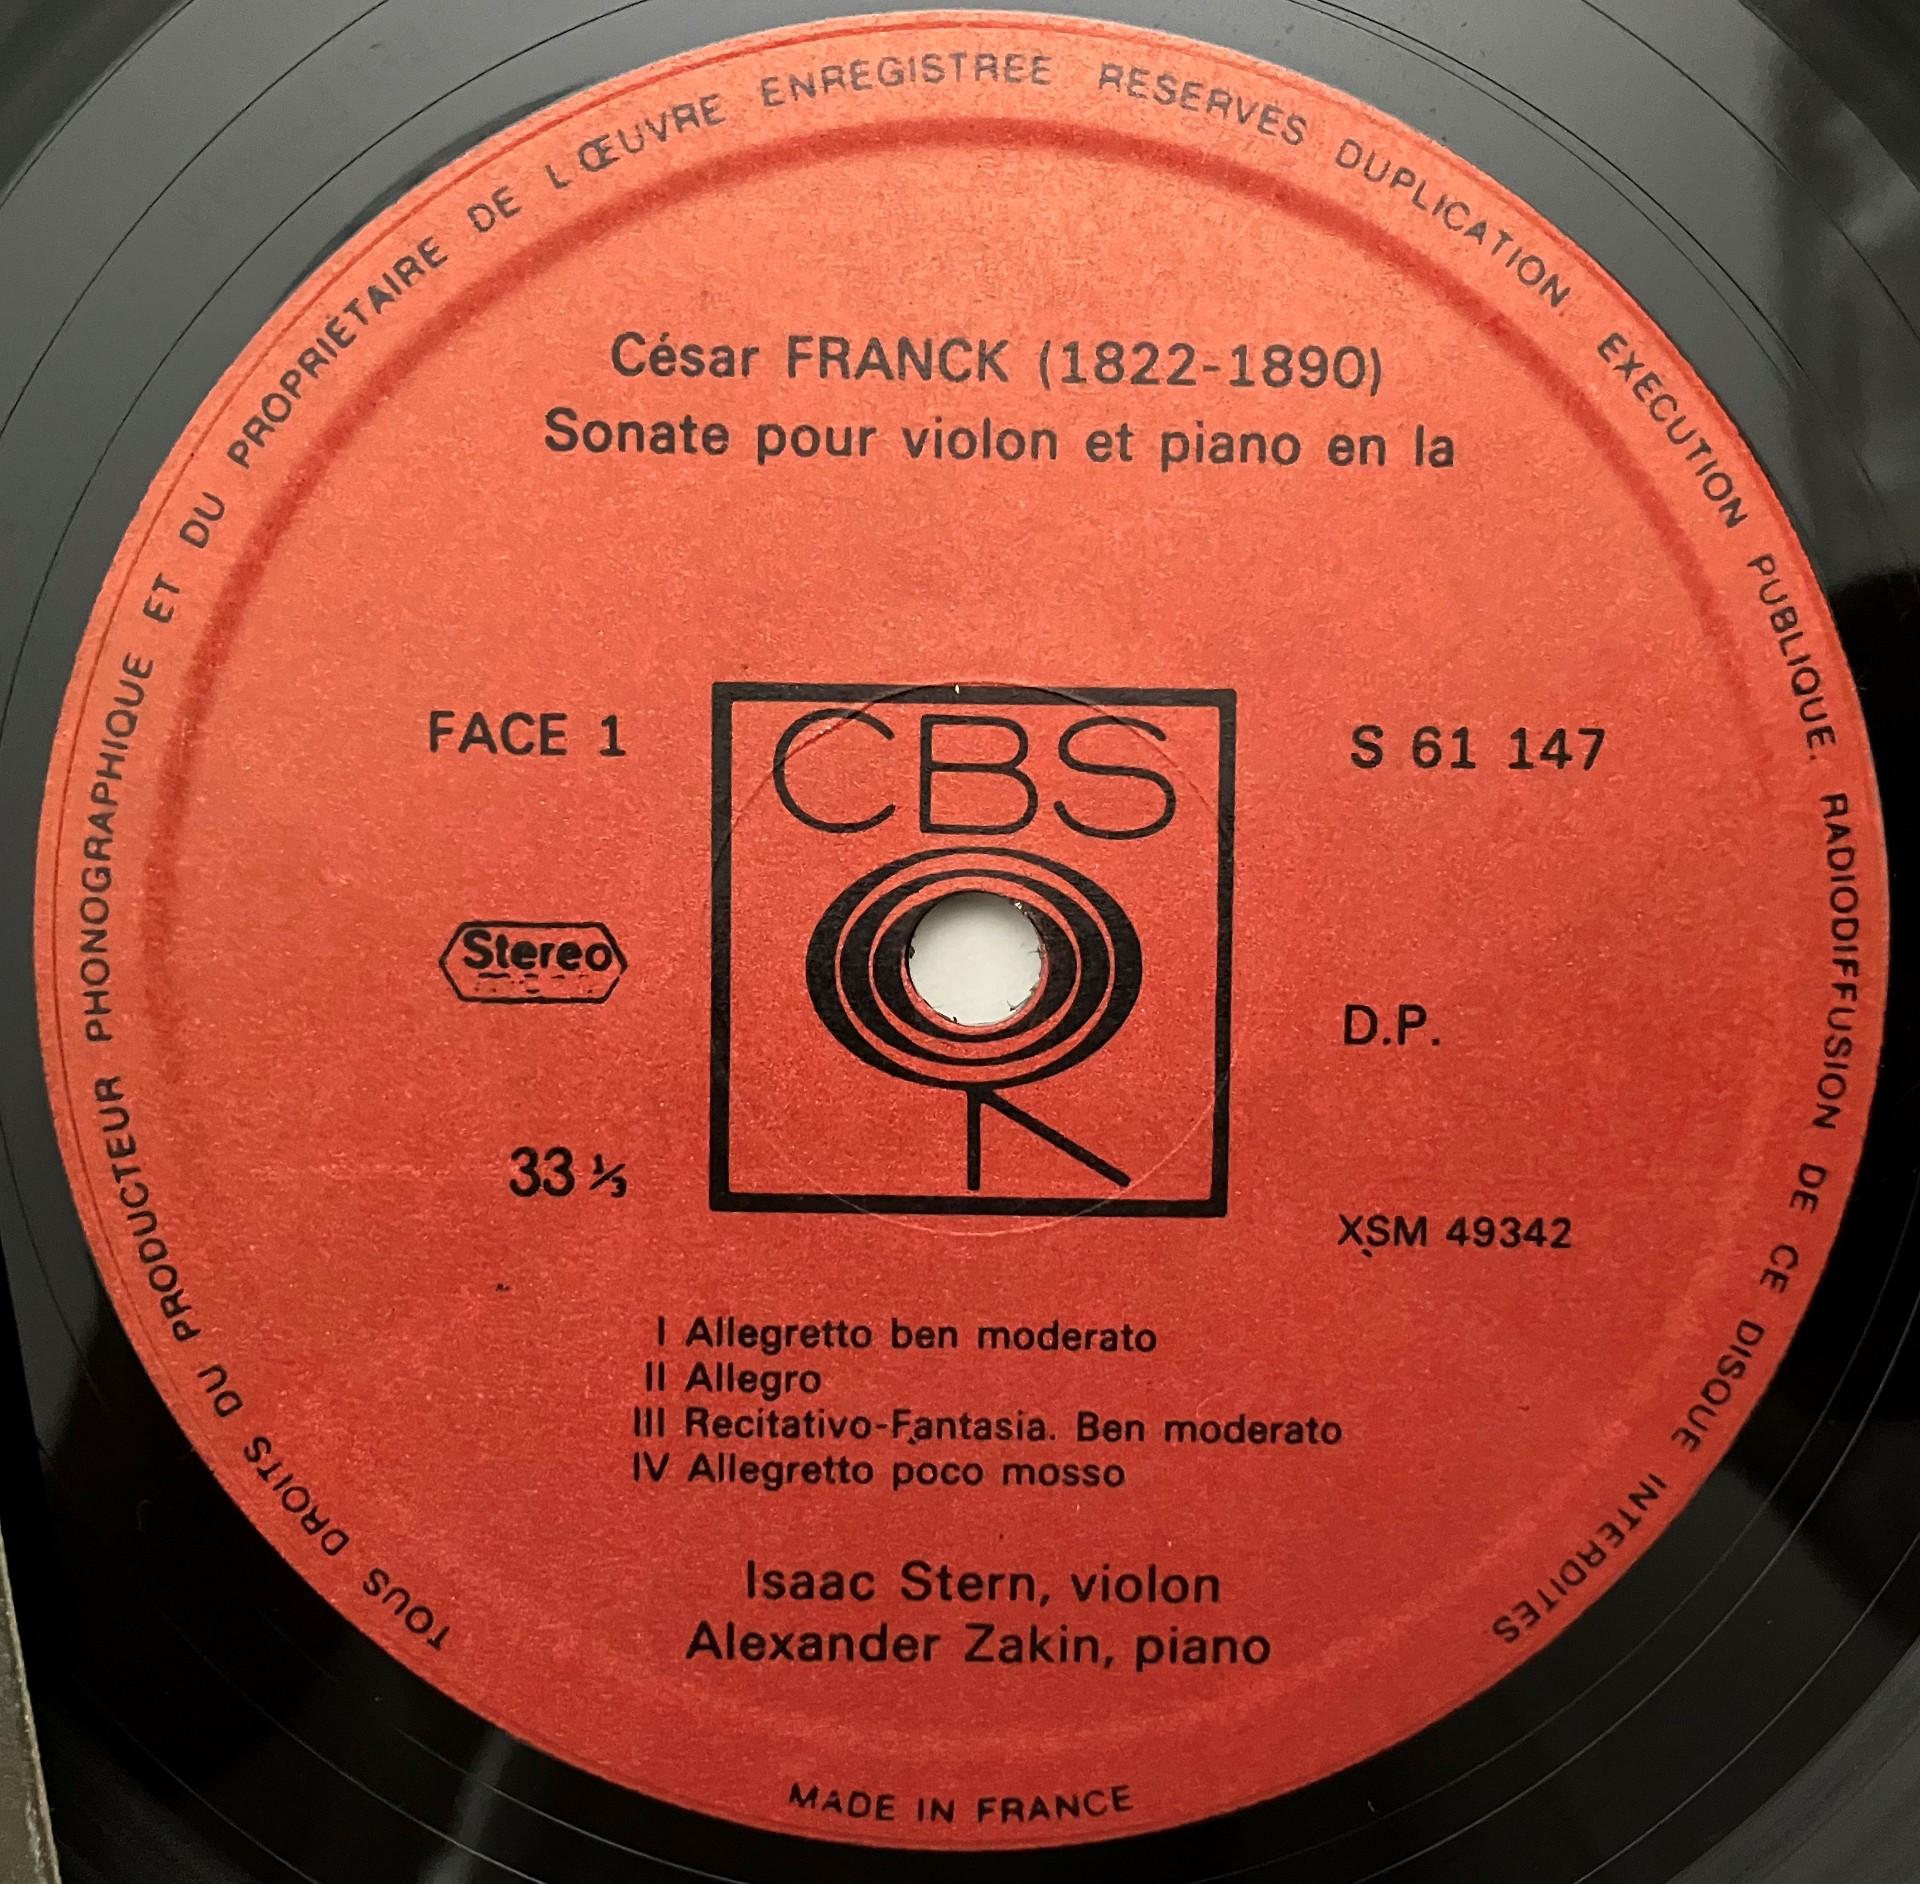 TOUS DROITS DU PRODUCTEUR PHONOGRAPHIQUE ET DU PROPRIÉTAIRE DE L'ŒUVRE ENREGISTREE RESERVES DUPLICATION. EXECUTION PUBLIQUE. RADIODIFFUSION DE CE DISQUE INTERDITES
César FRANCK (1822-1890)
Sonate pour violon et piano en la
FACE 1
CBS
S 61 147
Stereo
D.P.
33 1/3
XSM 49342
I Allegretto ben moderato
II Allegro
III Recitativo-Fantasia. Ben moderato
IV Allegretto poco mosso
Isaac Stern, violon
Alexander Zakin, piano
MADE IN FRANCE